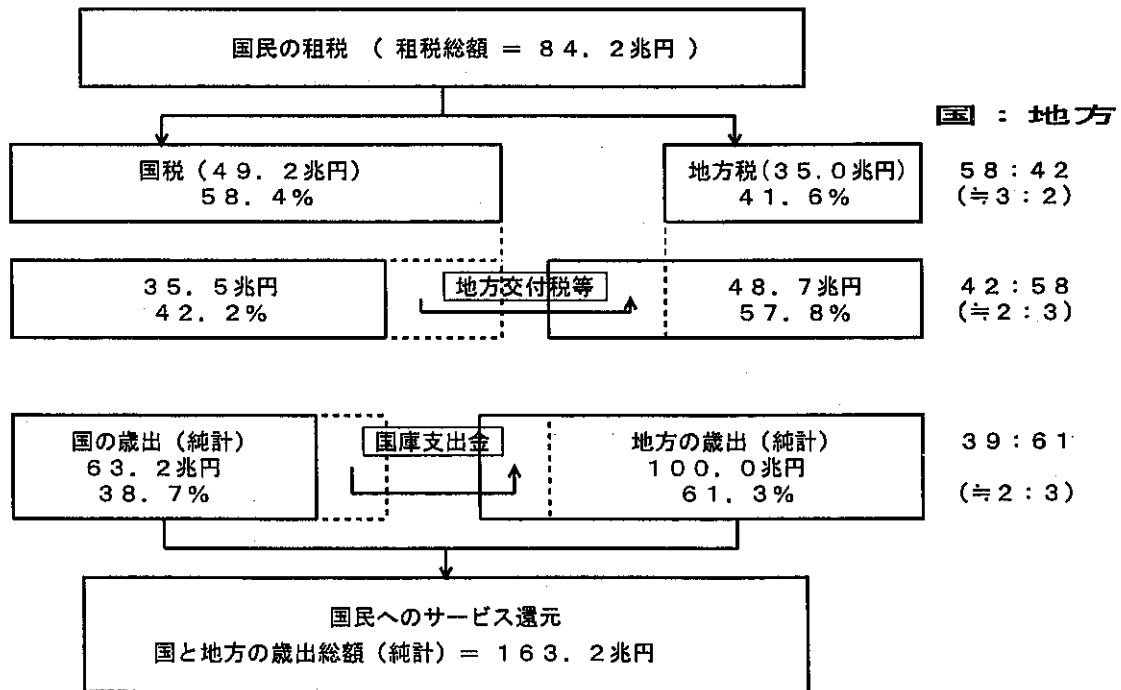 国民の租税 （ 租税総額 ＝ ８４．２兆円 ）
国 ： 地方
国税（４９．２兆円）
５８．４％
地方税（３５．０兆円）
４１．６％
５８：４２
（≒３：２）
３５．５兆円
４２．２％
地方交付税等
４８．７兆円
５７．８％
４２：５８
（≒２：３）
国の歳出（純計）
６３．２兆円
３８．７％
国庫支出金
地方の歳出（純計）
１００．０兆円
６１．３％
３９：６１
（≒２：３）
国民へのサービス還元
国と地方の歳出総額（純計）＝ １６３．２兆円